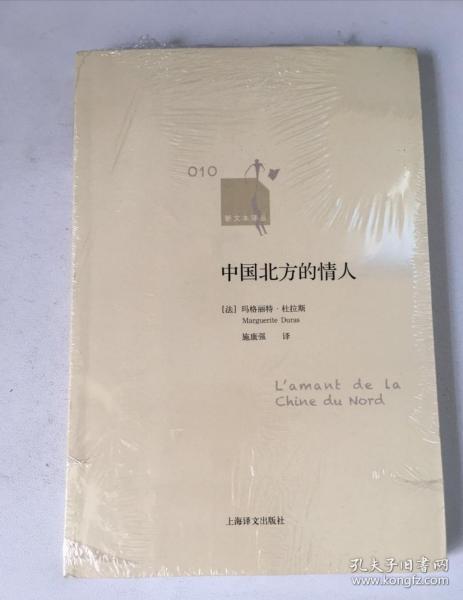 010
新文本译丛
中国北方的情人
[法] 玛格丽特·杜拉斯
Marguerite Duras
施康强 译
L'amant de la
Chine du Nord
上海译文出版社
孔夫子旧书网
www.kongfz.com